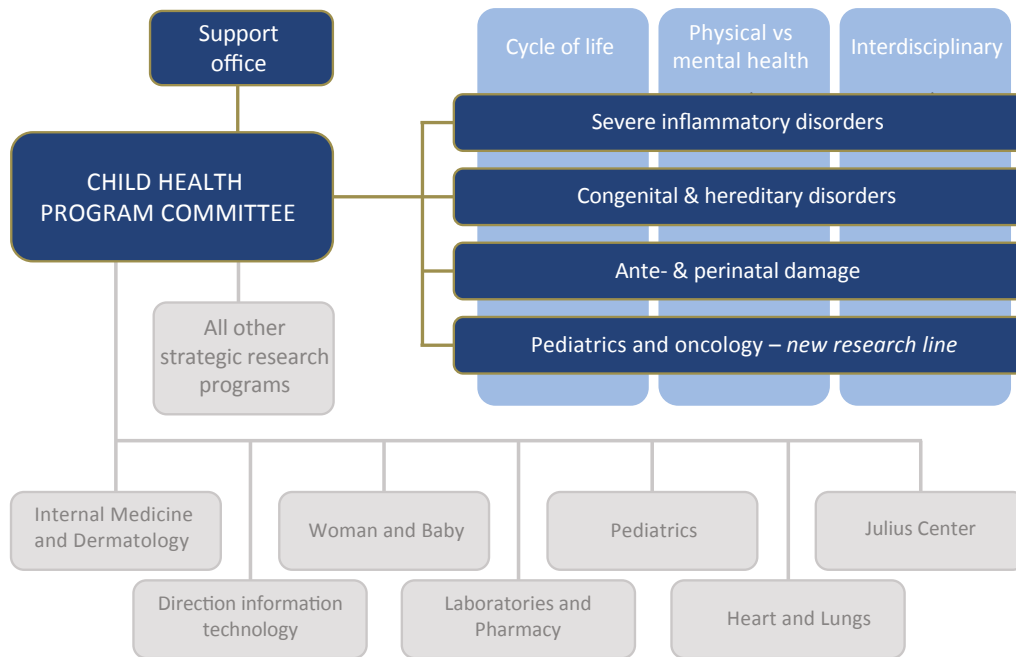 Support
office
Cycle of life
Physical vs
mental health
Interdisciplinary
CHILD HEALTH
PROGRAM COMMITTEE
Severe inflammatory disorders
Congenital & hereditary disorders
Ante- & perinatal damage
Pediatrics and oncology – new research line
All other
strategic research
programs
Internal Medicine
and Dermatology
Woman and Baby
Pediatrics
Julius Center
Direction information
technology
Laboratories and
Pharmacy
Heart and Lungs